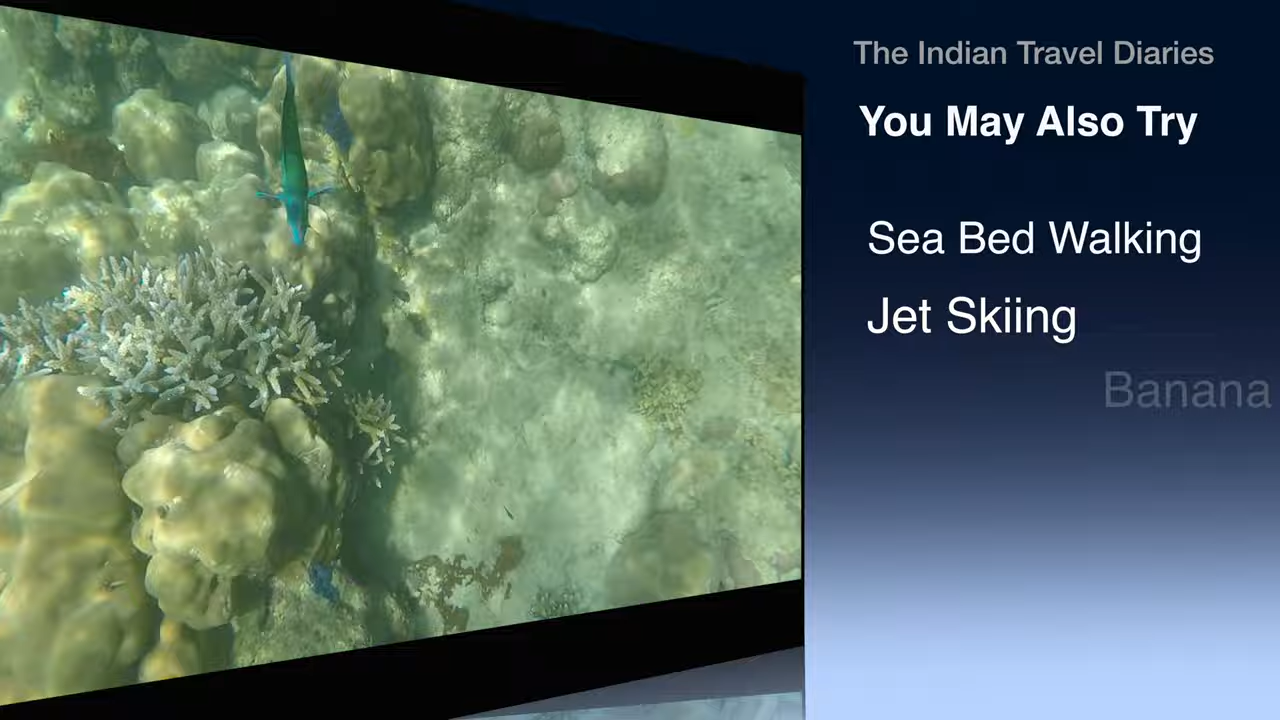 The Indian Travel Diaries
You May Also Try
Sea Bed Walking
Jet Skiing
Banana